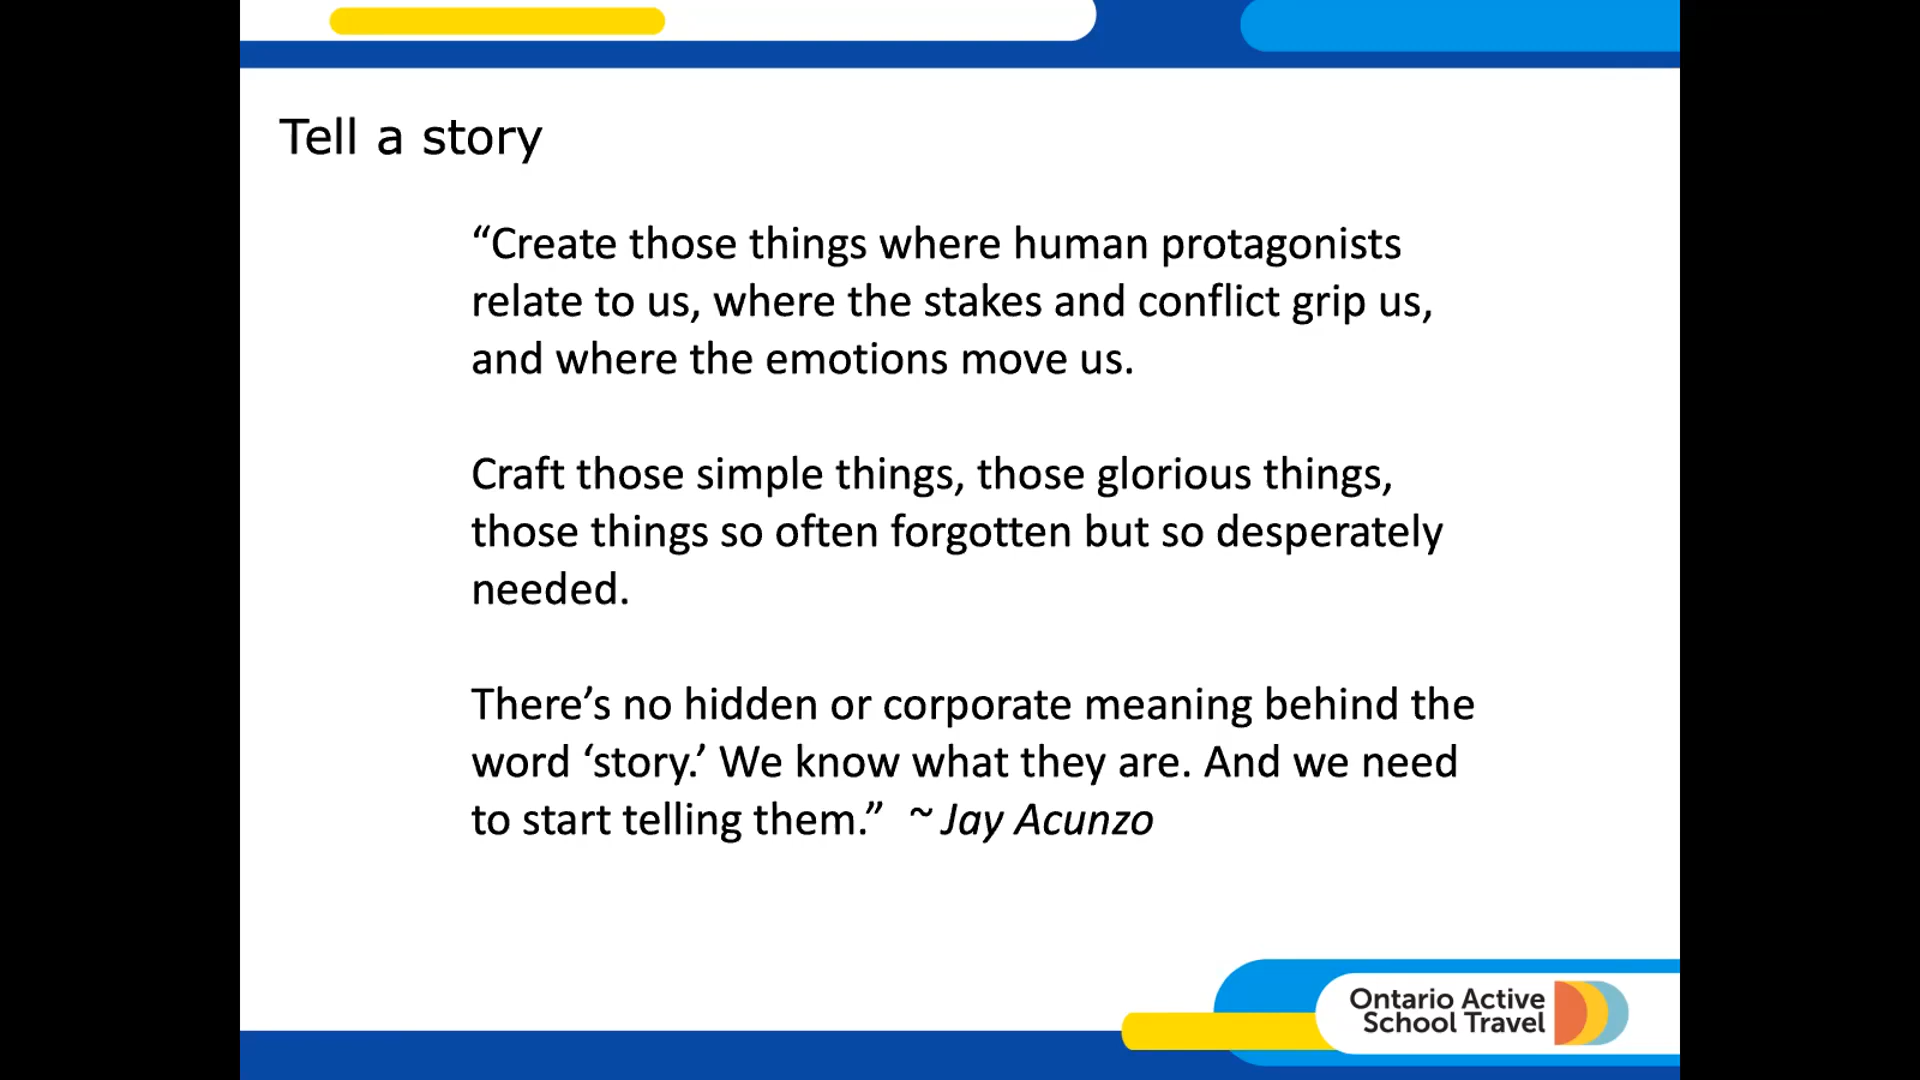 Tell a story
“Create those things where human protagonists
relate to us, where the stakes and conflict grip us,
and where the emotions move us.
Craft those simple things, those glorious things,
those things so often forgotten but so desperately
needed.
There’s no hidden or corporate meaning behind the
word ‘story.’ We know what they are. And we need
to start telling them.” ~ Jay Acunzo
Ontario Active
School Travel